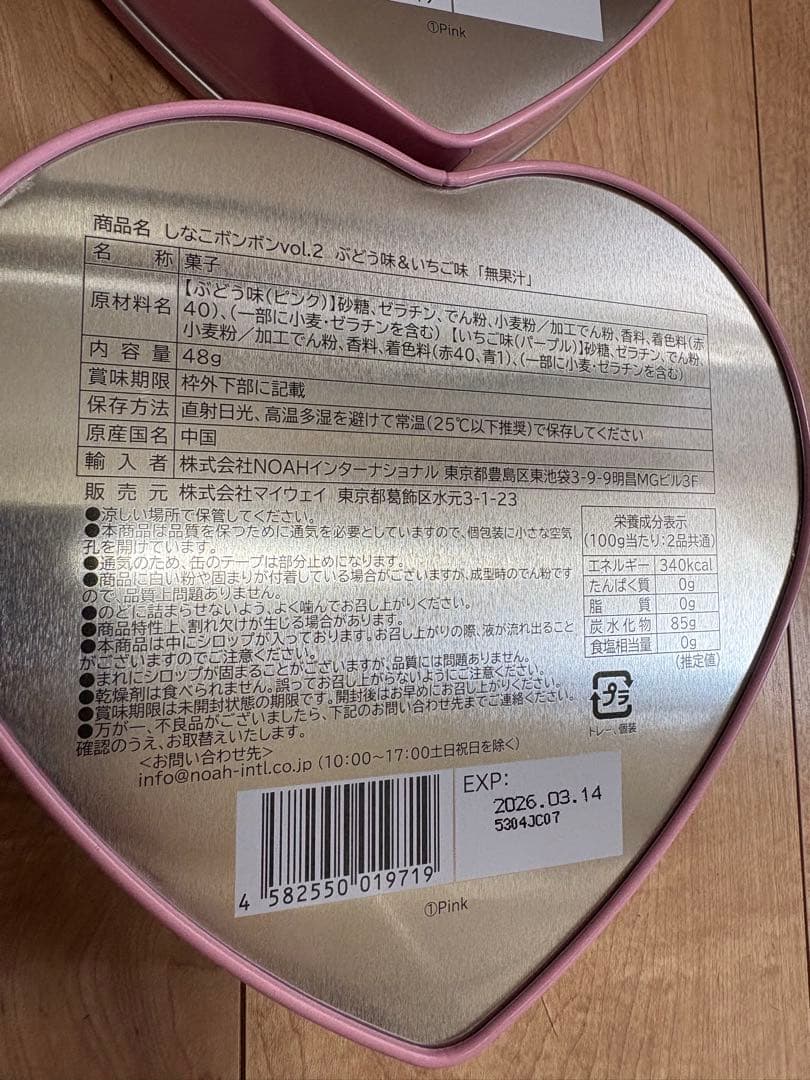 ①Pink
商品名 しなこボンボンvol.2 ぶどう味&いちご味 「無果汁」
名称 菓子
原材料名 【ぶどう味(ピンク)】砂糖、ゼラチン、でん粉、小麦粉/加工でん粉、香料、着色料(赤
40)、(一部に小麦・ゼラチンを含む) 【いちご味(パープル)】砂糖、ゼラチン、でん粉、
小麦粉/加工でん粉、香料、着色料(赤40、青1)、(一部に小麦・ゼラチンを含む)
内容量 48g
賞味期限 枠外下部に記載
保存方法 直射日光、高温多湿を避けて常温(25℃以下推奨)で保存してください
原産国名 中国
輸入者 株式会社NOAHインターナショナル 東京都豊島区東池袋3-9-9明昌MGビル3F
販売元 株式会社マイウェイ 東京都葛飾区水元3-1-23
●涼しい場所で保管してください。
●本商品は品質を保つために通気を必要としていますので、個包装に小さな空気
孔を開けています。
●通気のため、缶のテープは部分止めになります。
●商品に白い粉や固まりが付着している場合がございますが、成型時のでん粉です
ので、品質上問題ありません。
●のどに詰まらせないよう、よく噛んでお召し上がりください。
●商品特性上、割れ欠けが生じる場合があります。
●本商品は中にシロップが入っております。お召し上がりの際、液が流れ出ること
がございますのでご注意ください。
●まれにシロップが固まることがございますが、品質には問題ありません。
●乾燥剤は食べられません。誤ってお召し上がらないようにご注意ください。
●賞味期限は未開封状態の期限です。開封後はお早めにお召し上がりください。
●万が一、不良品がございましたら、下記のお問い合わせ先までご連絡ください。
確認のうえ、お取替えいたします。
<お問い合わせ先>
info@noah-intl.co.jp (10:00~17:00土日祝日を除く)
栄養成分表示
(100g当たり:2品共通)
エネルギー 340kcal
たんぱく質 0g
脂質 0g
炭水化物 85g
食塩相当量 0g
(推定値)
プラ
トレー、個装
4 582550 019719
EXP:
2026.03.14
5304JC07
①Pink